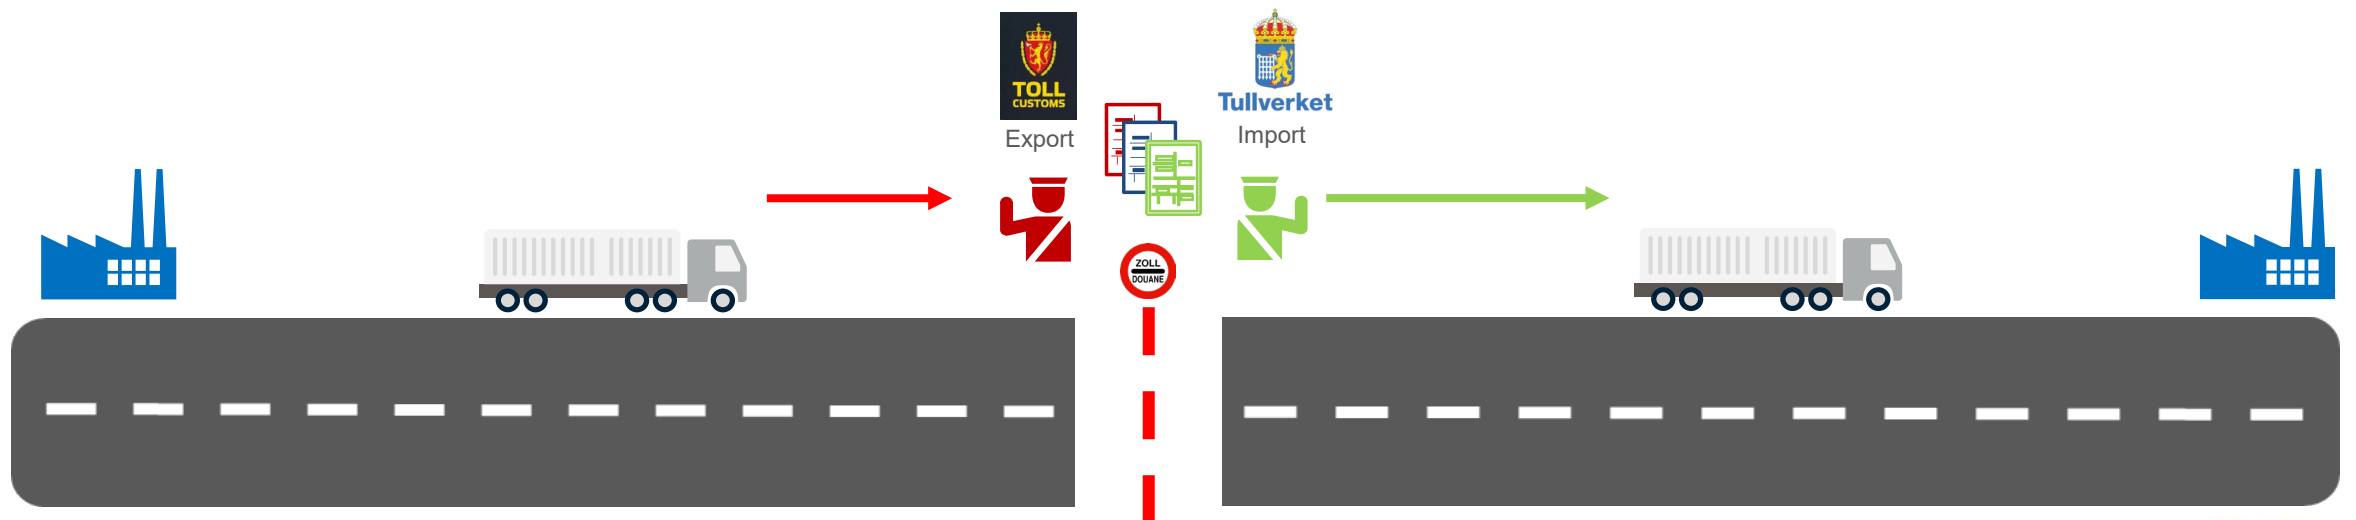 TOLL
CUSTOMS
Export
Tullverket
Import
ZOLL
DOUANE